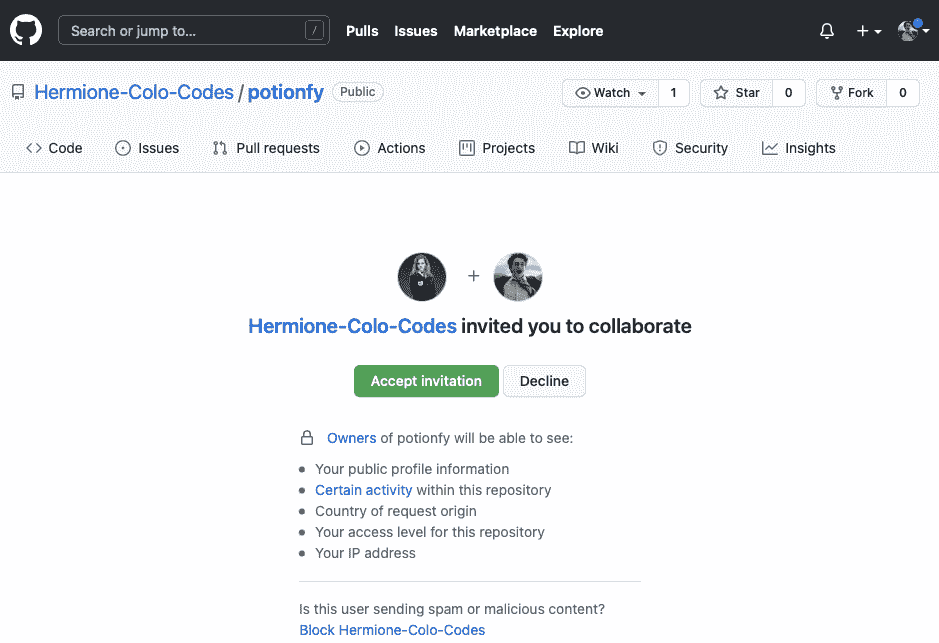 Search or jump to... / Pulls Issues Marketplace Explore
Hermione-Colo-Codes / potionfy Public Watch 1 Star 0 Fork 0
Code Issues Pull requests Actions Projects Wiki Security Insights
+
Hermione-Colo-Codes invited you to collaborate
Accept invitation Decline
Owners of potionfy will be able to see:
Your public profile information
Certain activity within this repository
Country of request origin
Your access level for this repository
Your IP address
Is this user sending spam or malicious content?
Block Hermione-Colo-Codes